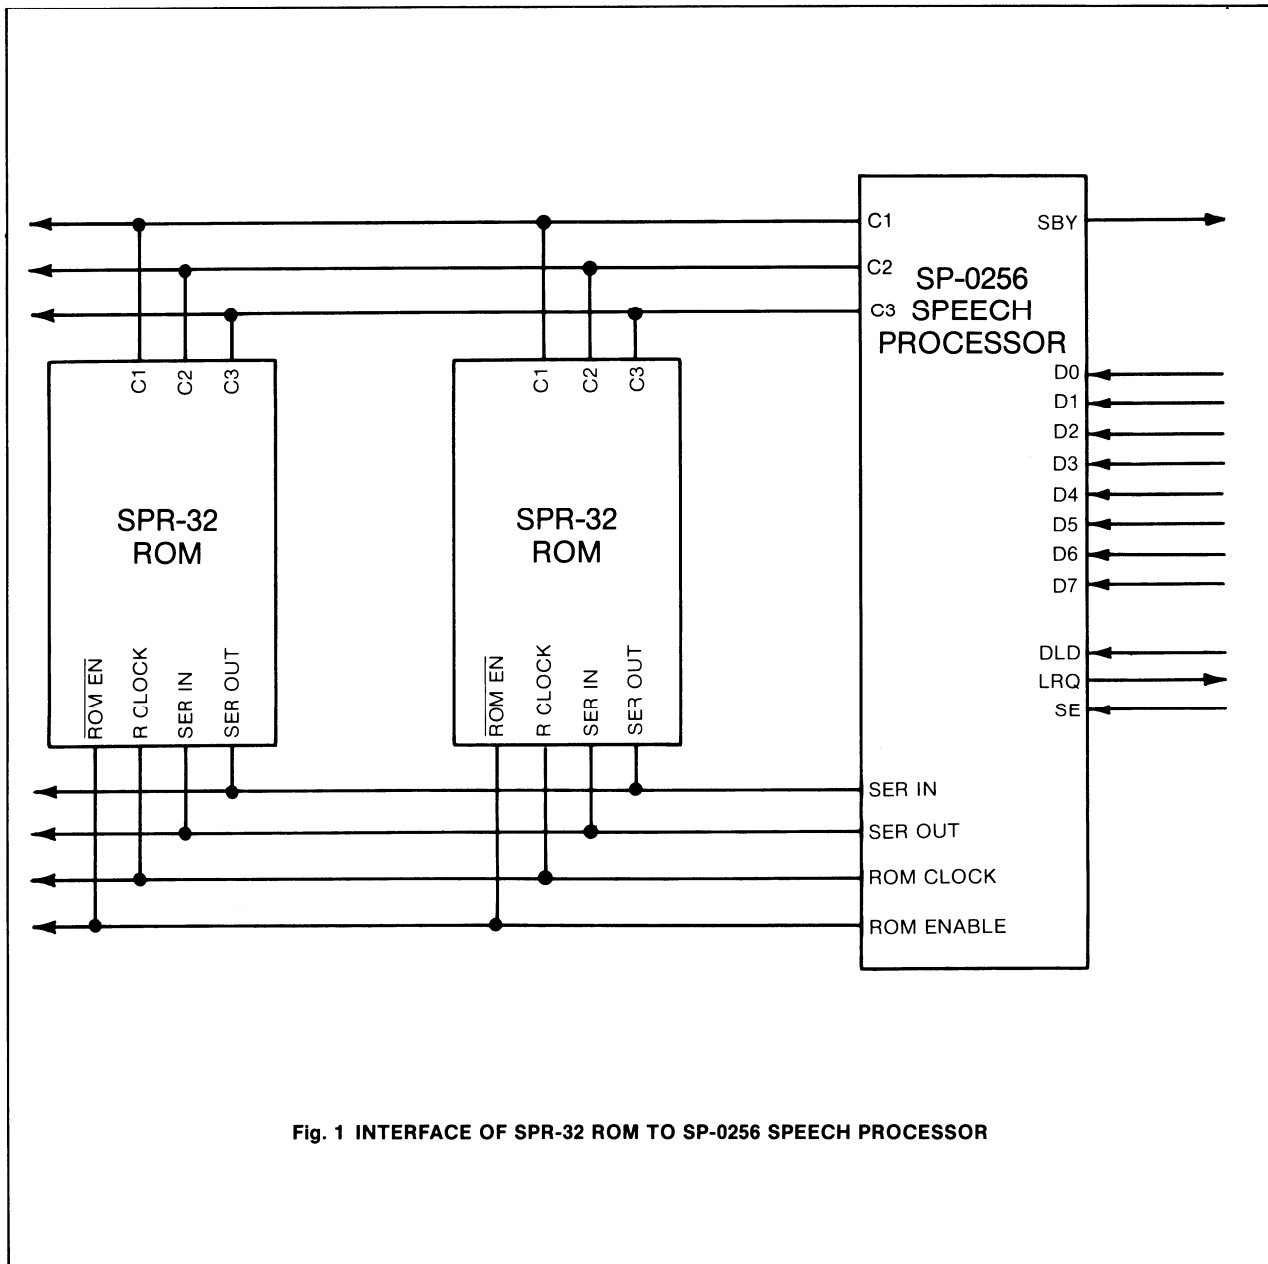 C1
C2
C3
SBY
SP-0256
SPEECH
PROCESSOR
D0
D1
D2
D3
D4
D5
D6
D7
DLD
LRQ
SE
SER IN
SER OUT
ROM CLOCK
ROM ENABLE
C1
C2
C3
SPR-32
ROM
ROM EN
R CLOCK
SER IN
SER OUT
C1
C2
C3
SPR-32
ROM
ROM EN
R CLOCK
SER IN
SER OUT
Fig. 1 INTERFACE OF SPR-32 ROM TO SP-0256 SPEECH PROCESSOR